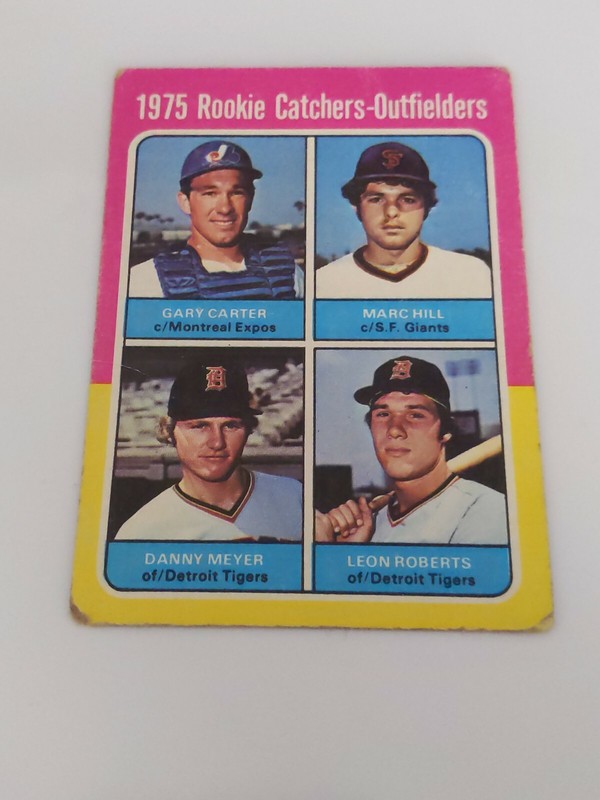 1975 Rookie Catchers-Outfielders
GARY CARTER
c/Montreal Expos
MARC HILL
c/S.F. Giants
DANNY MEYER
of/Detroit Tigers
LEON ROBERTS
of/Detroit Tigers